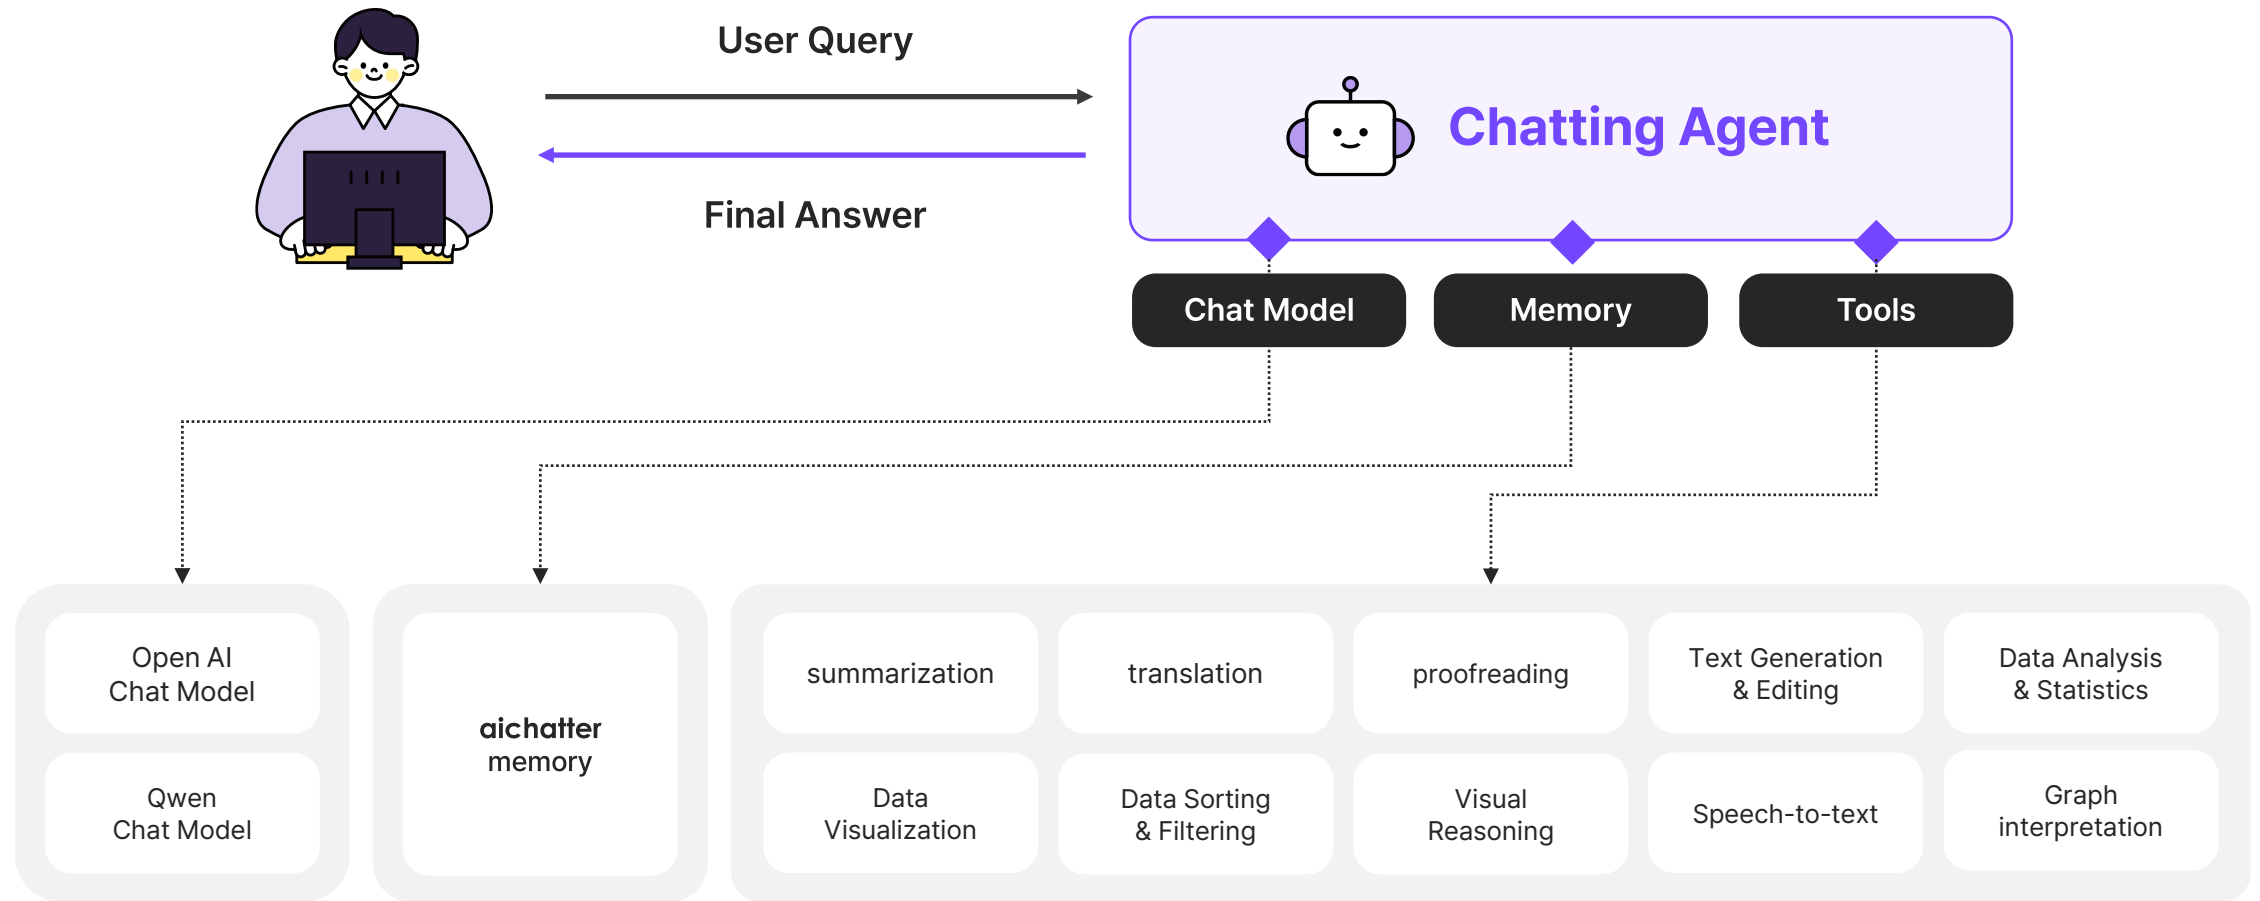 User Query
Final Answer
Chatting Agent
Chat Model
Memory
Tools
Open AI
Chat Model
Qwen
Chat Model
aichatter
memory
summarization
translation
proofreading
Text Generation
& Editing
Data Analysis
& Statistics
Data
Visualization
Data Sorting
& Filtering
Visual
Reasoning
Speech-to-text
Graph
interpretation